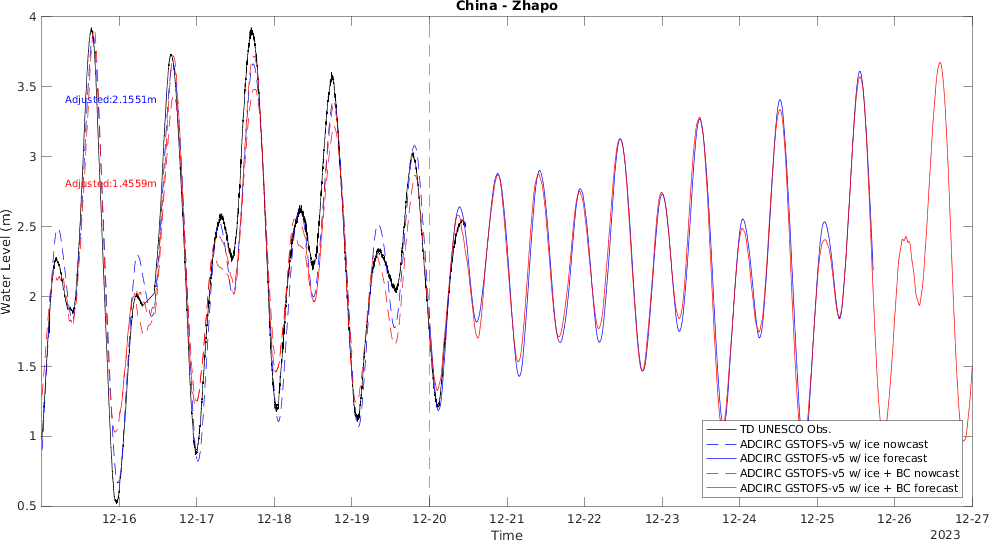 China - Zhapo
4
3.5
3
2.5
2
1.5
1
0.5
Water Level (m)
Adjusted:2.1551m
Adjusted:1.4559m
TD UNESCO Obs.
ADCIRC GSTOFS-v5 w/ ice nowcast
ADCIRC GSTOFS-v5 w/ ice forecast
ADCIRC GSTOFS-v5 w/ ice + BC nowcast
ADCIRC GSTOFS-v5 w/ ice + BC forecast
12-16 12-17 12-18 12-19 12-20 12-21 12-22 12-23 12-24 12-25 12-26 12-27
Time
2023